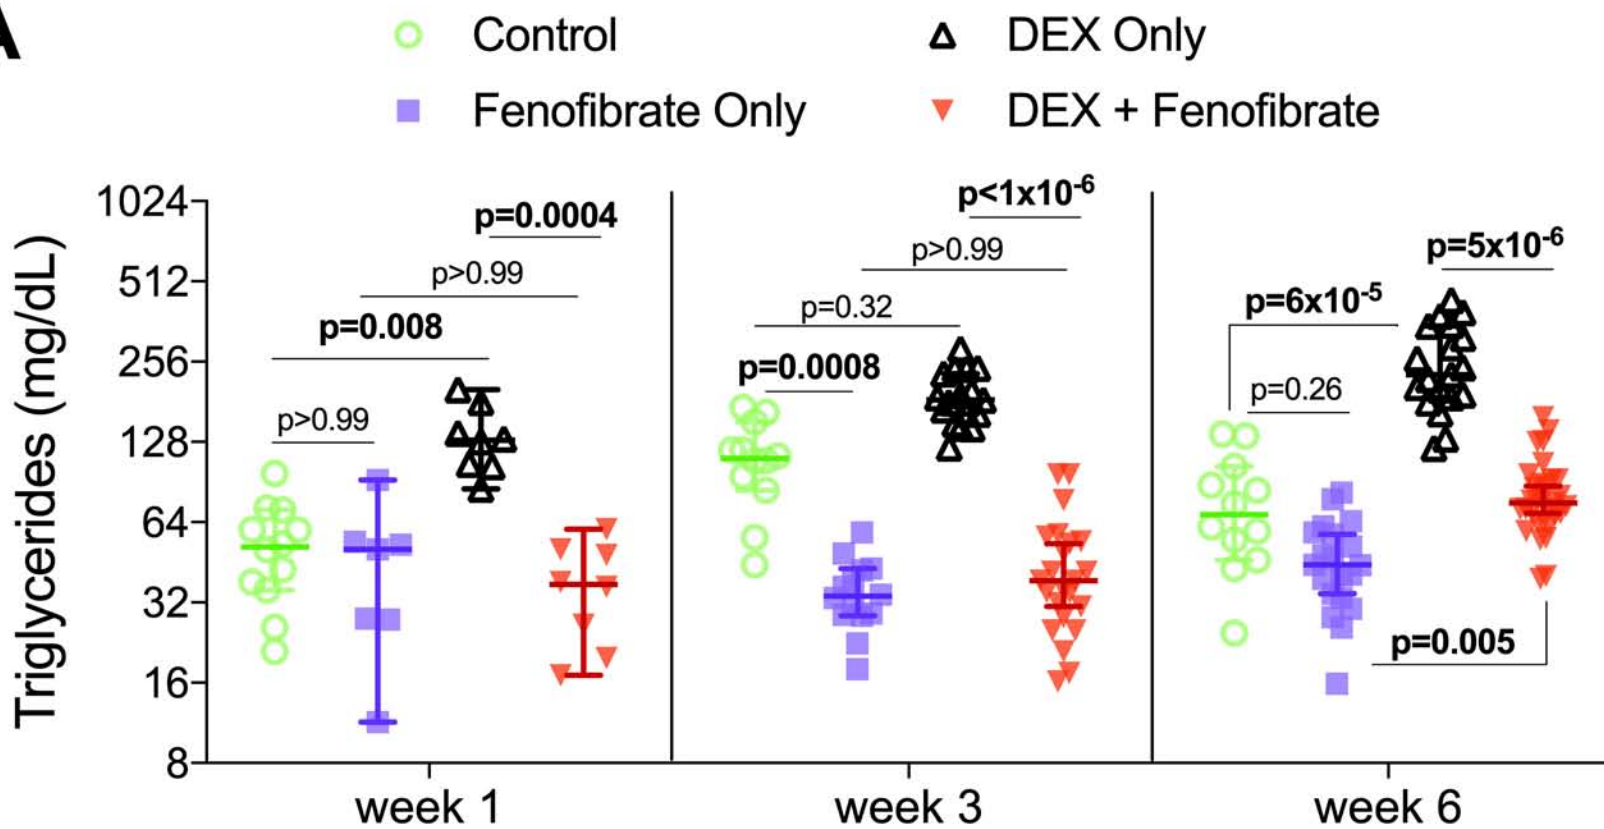 A
Control
DEX Only
Fenofibrate Only
DEX + Fenofibrate
Triglycerides (mg/dL)
1024
512
256
128
64
32
16
8
p=0.0004
p>0.99
p=0.008
p>0.99
p<1x10-6
p>0.99
p=0.32
p=0.0008
p=5x10-6
p=6x10-5
p=0.26
p=0.005
week 1
week 3
week 6